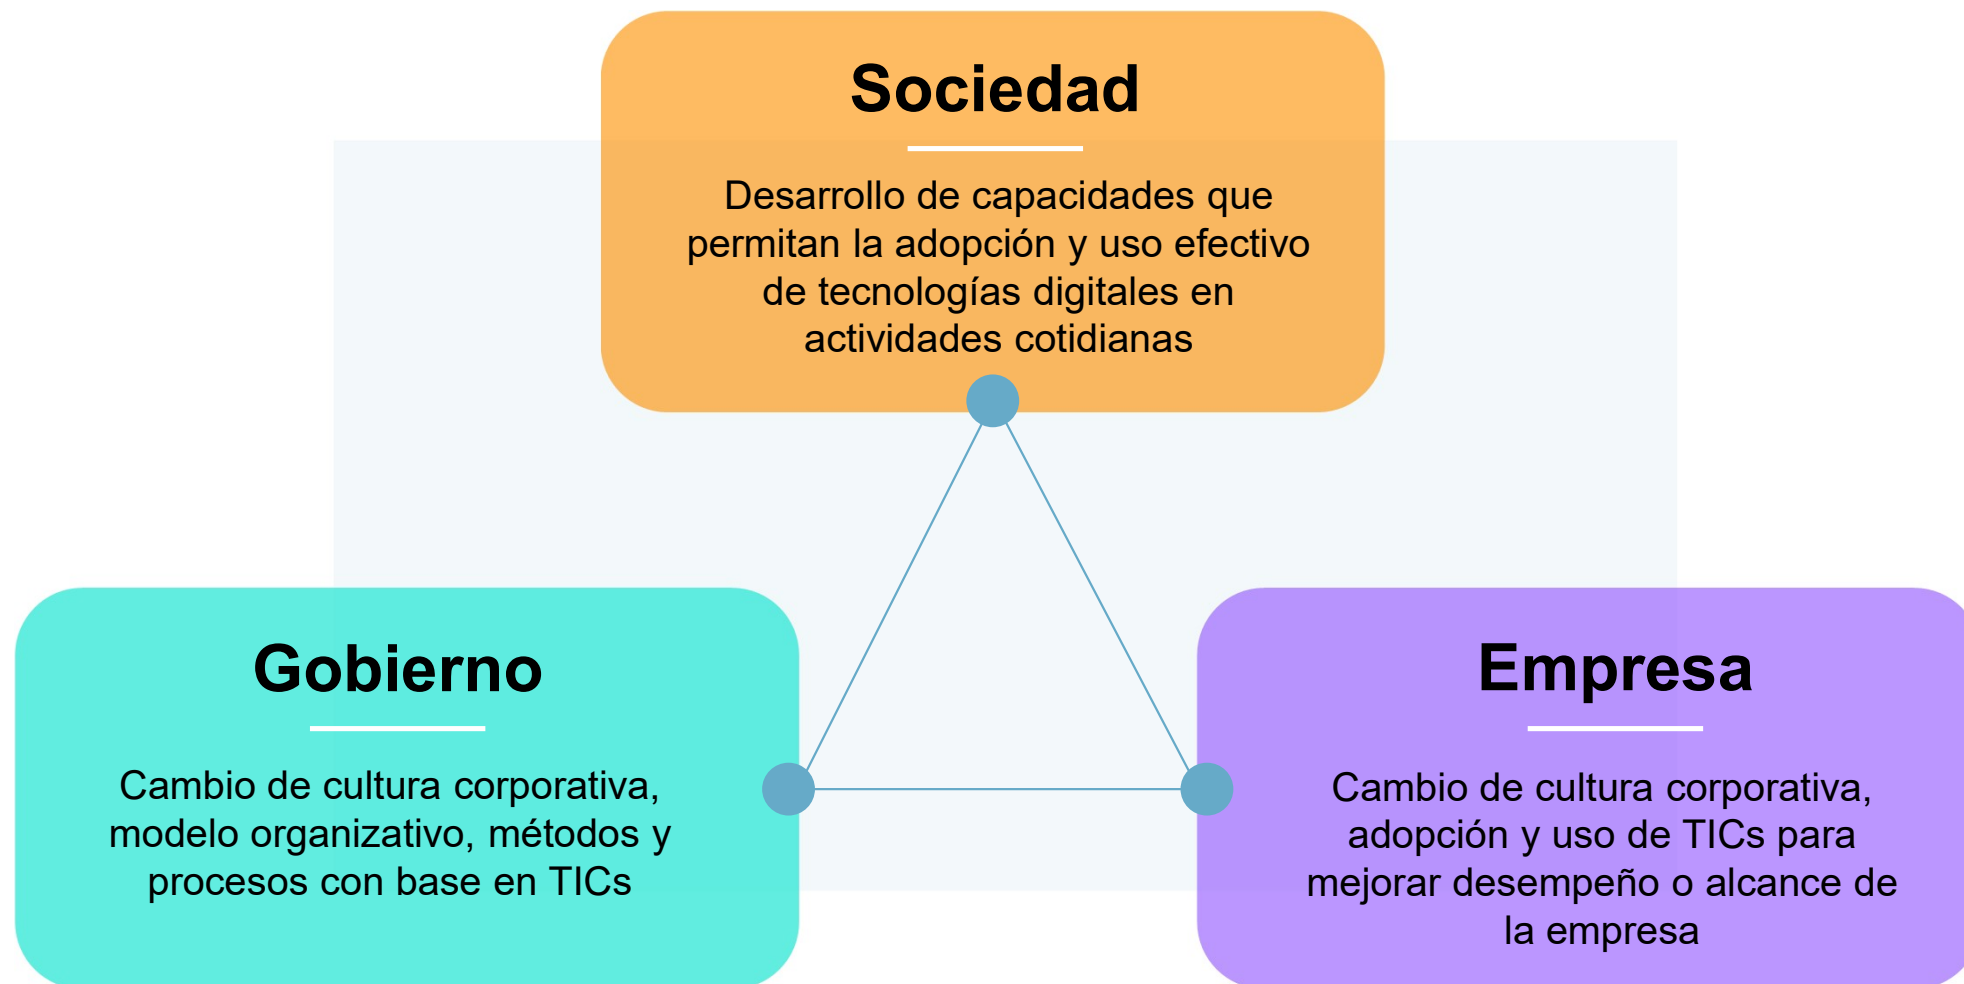 Sociedad
Desarrollo de capacidades que
permitan la adopción y uso efectivo
de tecnologías digitales en
actividades cotidianas
Gobierno
Cambio de cultura corporativa,
modelo organizativo, métodos y
procesos con base en TICs
Empresa
Cambio de cultura corporativa,
adopción y uso de TICs para
mejorar desempeño o alcance de
la empresa